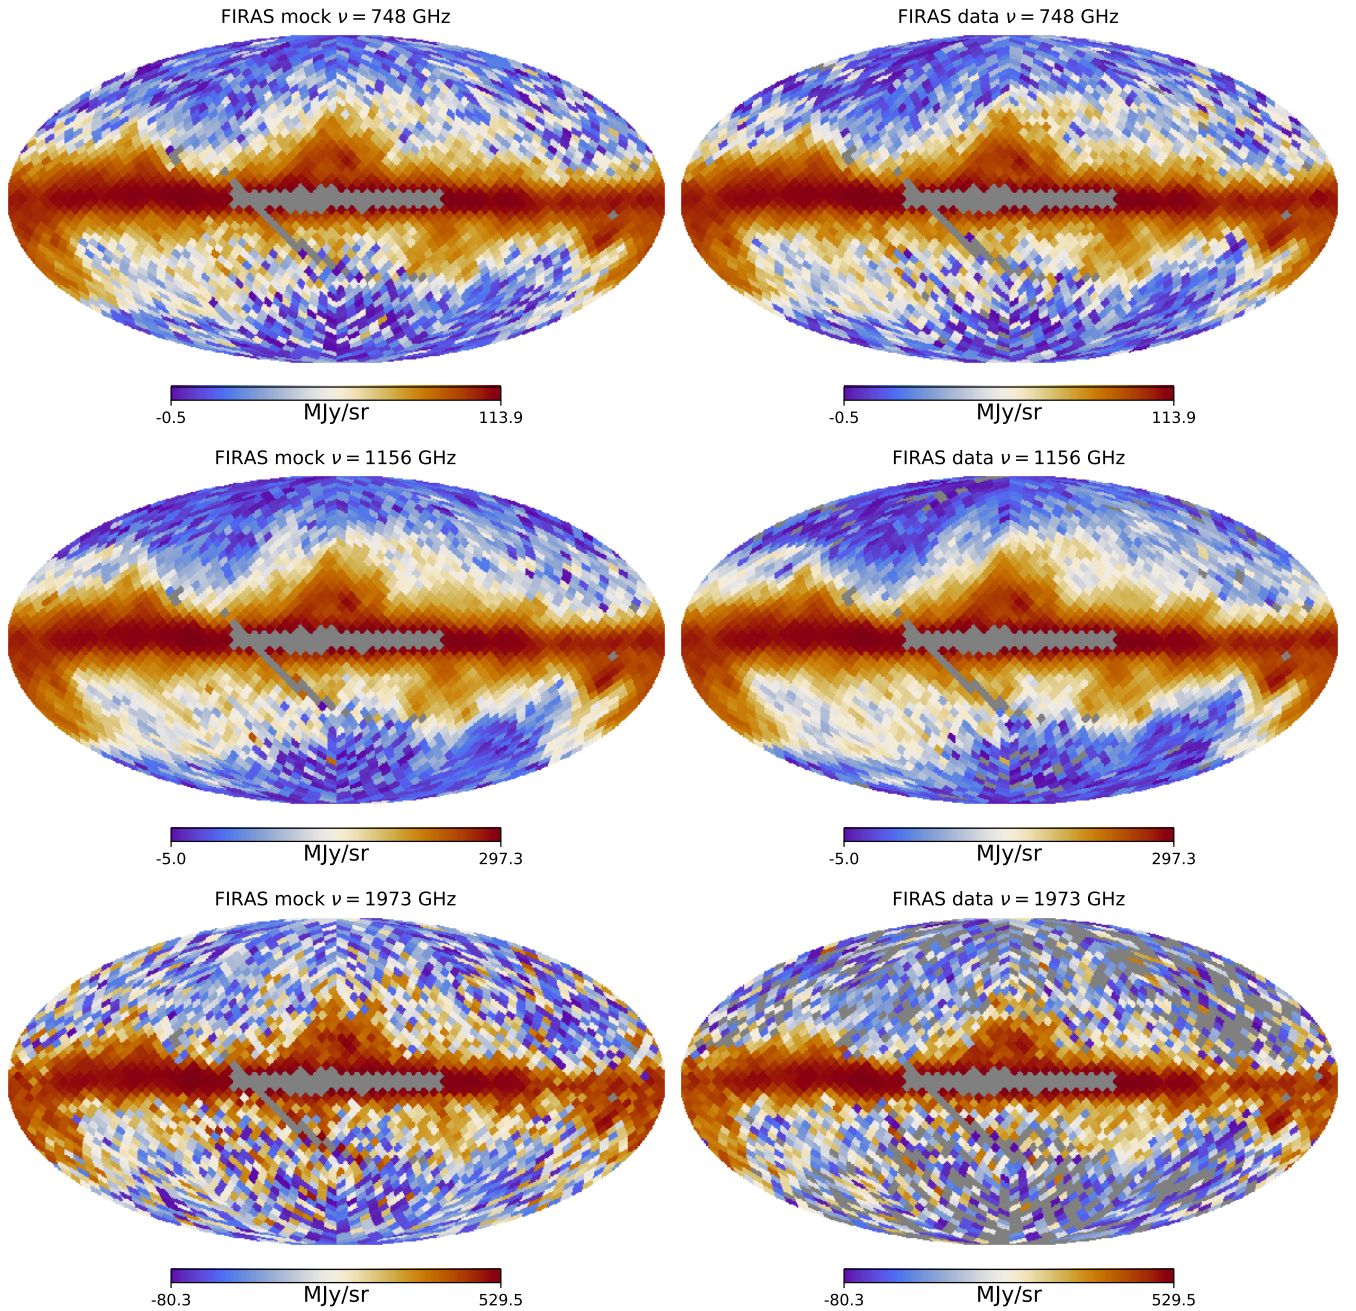 FIRAS mock ν = 748 GHz
FIRAS data ν = 748 GHz
-0.5 MJy/sr 113.9
-0.5 MJy/sr 113.9
FIRAS mock ν = 1156 GHz
FIRAS data ν = 1156 GHz
-5.0 MJy/sr 297.3
-5.0 MJy/sr 297.3
FIRAS mock ν = 1973 GHz
FIRAS data ν = 1973 GHz
-80.3 MJy/sr 529.5
-80.3 MJy/sr 529.5